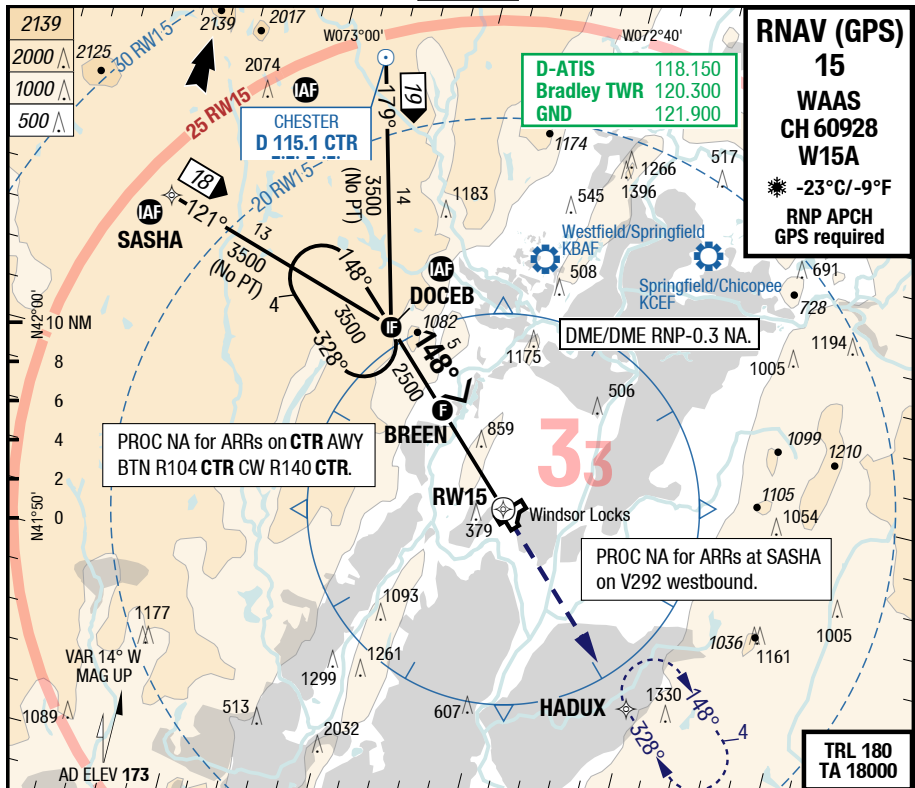 2139
2000
1000
500
2125
30 RW15
2139
2017
2074
25 RW15
20 RW15
IAF
CHESTER
D 115.1 CTR
W073°00'
W072°40'
179°
19
3500
(No PT)
14
D-ATIS 118.150
Bradley TWR 120.300
GND 121.900
RNAV (GPS)
15
WAAS
CH 60928
W15A
-23°C/-9°F
RNP APCH
GPS required
1174
1266
1396
517
545
1183
18
121°
13
3500
(No PT)
IAF
SASHA
Westfield/Springfield
KBAF
508
Springfield/Chicopee
KCEF
691
728
148°
4
3500
328°
IAF
DOCEB
IF
1082
5
148°
2500
1175
DME/DME RNP-0.3 NA.
1194
1005
506
N42°00'
10 NM
8
6
4
2
0
N41°50'
F
BREEN
859
33
1099
1210
PROC NA for ARRs on CTR AWY
BTN R104 CTR CW R140 CTR.
RW15
379
Windsor Locks
1105
1054
PROC NA for ARRs at SASHA
on V292 westbound.
1177
1093
1036
1161
1005
VAR 14° W
MAG UP
1299
1261
1089
513
2032
607
HADUX
1330
148°
4
328°
AD ELEV 173
TRL 180
TA 18000